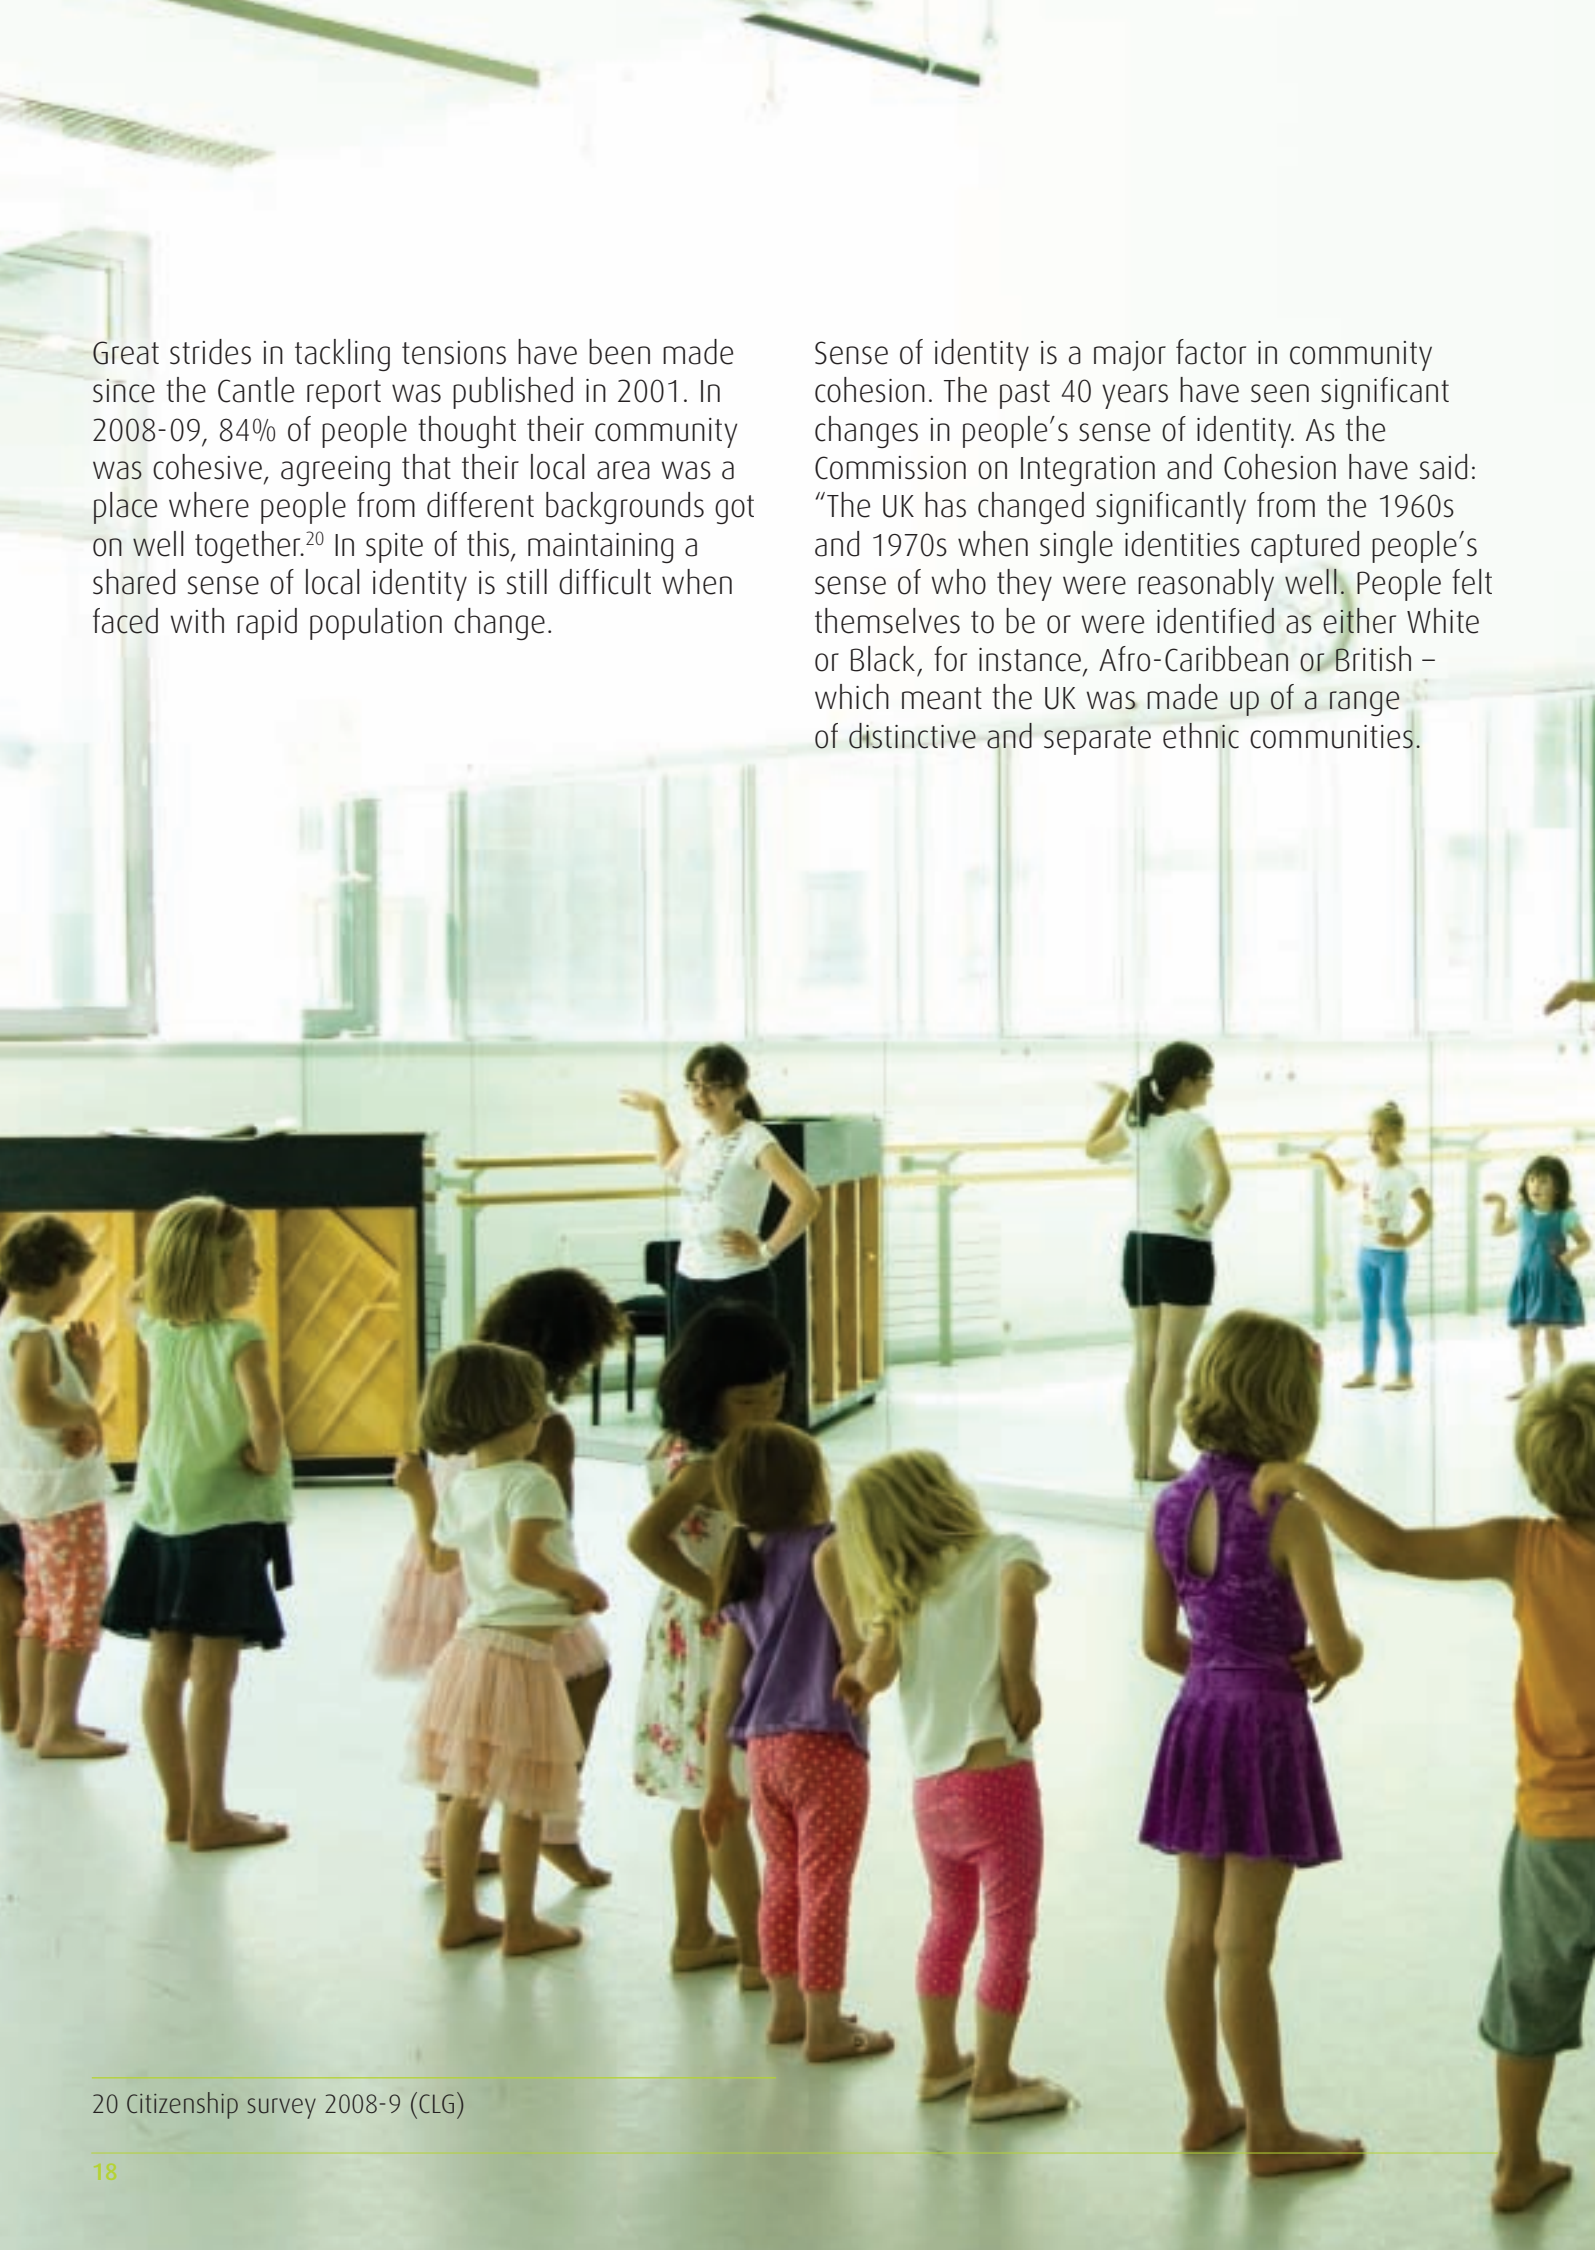 Great strides in tackling tensions have been made
since the Cantle report was published in 2001. In
2008-09, 84% of people thought their community
was cohesive, agreeing that their local area was a
place where people from different backgrounds got
on well together.20 In spite of this, maintaining a
shared sense of local identity is still difficult when
faced with rapid population change.
Sense of identity is a major factor in community
cohesion. The past 40 years have seen significant
changes in people’s sense of identity. As the
Commission on Integration and Cohesion have said:
“The UK has changed significantly from the 1960s
and 1970s when single identities captured people’s
sense of who they were reasonably well. People felt
themselves to be or were identified as either White
or Black, for instance, Afro-Caribbean or British –
which meant the UK was made up of a range
of distinctive and separate ethnic communities.
20 Citizenship survey 2008-9 (CLG)
18